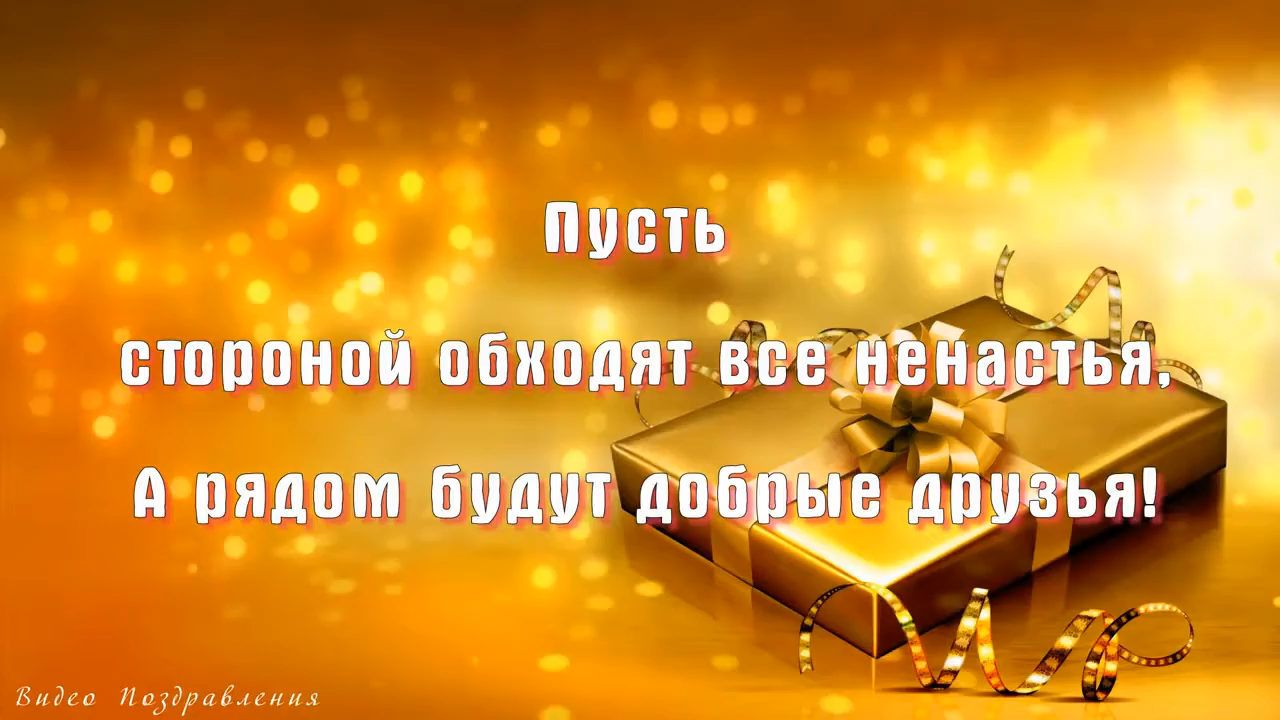 Пусть
стороной обходят все ненастья,
А рядом будут добрые друзья!
Видео Поздравления